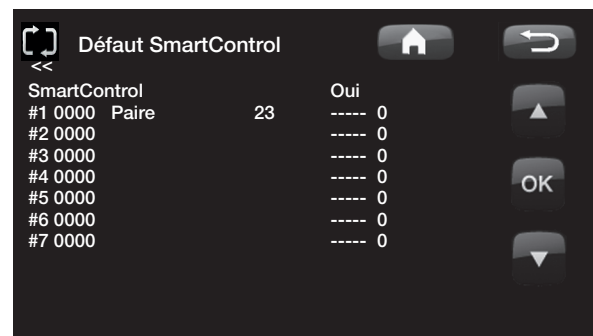 Défaut SmartControl
<<
SmartControl Oui
#1 0000 Paire 23 ----- 0
#2 0000 ----- 0
#3 0000 ----- 0
#4 0000 ----- 0
#5 0000 ----- 0
#6 0000 ----- 0
#7 0000 ----- 0
OK